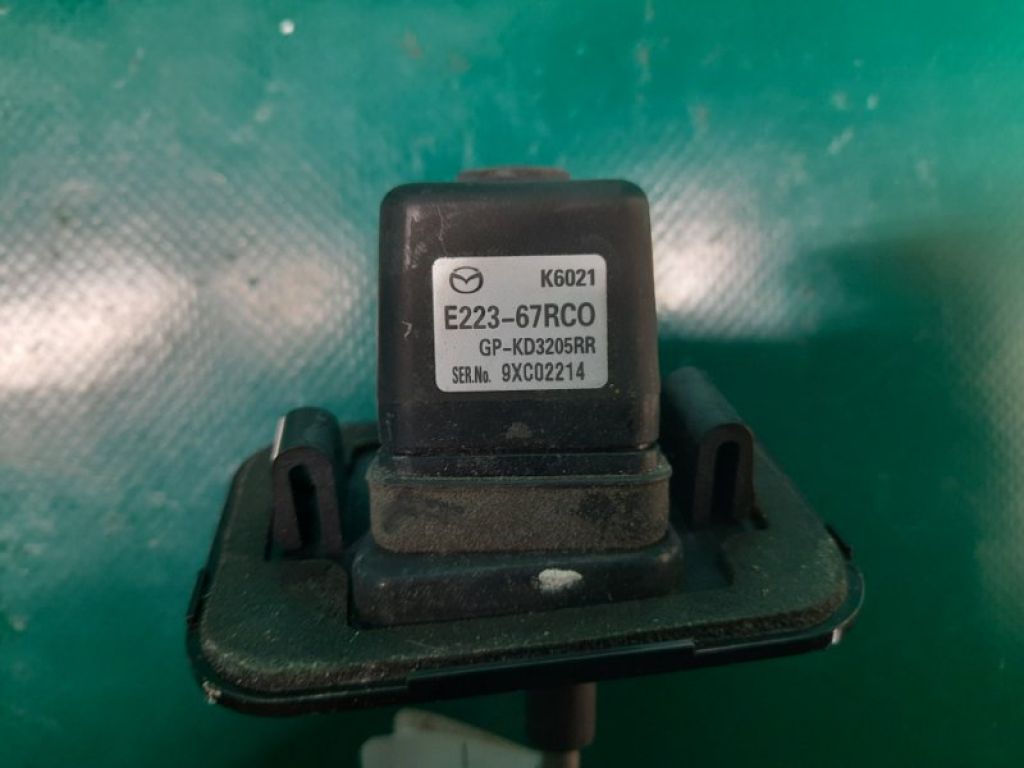 K6021
E223-67RC0
GP-KD3205RR
SER.No. 9XC02214